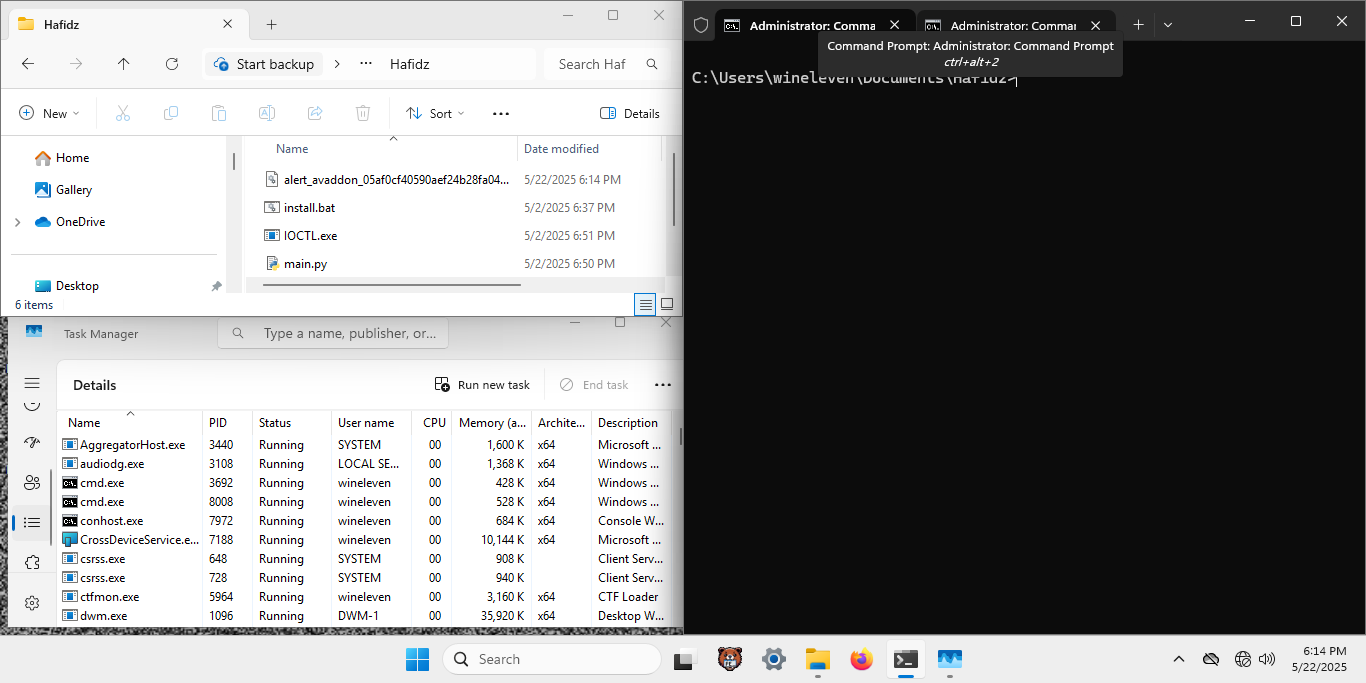 Hafidz
Start backup
Hafidz
Search Haf
New
Sort
Details
Home
Gallery
OneDrive
Desktop
Name
Date modified
alert_avaddon_05af0cf40590aef24b28fa04...
5/22/2025 6:14 PM
install.bat
5/2/2025 6:37 PM
IOCTL.exe
5/2/2025 6:51 PM
main.py
5/2/2025 6:50 PM
6 items
Task Manager
Type a name, publisher, or...
Details
Run new task
End task
Name PID Status User name CPU Memory (a... Archite... Description
AggregatorHost.exe 3440 Running SYSTEM 00 1,600 K x64 Microsoft ...
audiodg.exe 3108 Running LOCAL SE... 00 1,368 K x64 Windows ...
cmd.exe 3692 Running wineleven 00 428 K x64 Windows ...
cmd.exe 8008 Running wineleven 00 528 K x64 Windows ...
conhost.exe 7972 Running wineleven 00 684 K x64 Console W...
CrossDeviceService.e... 7188 Running wineleven 00 10,144 K x64 Microsoft ...
csrss.exe 648 Running SYSTEM 00 908 K Client Serv...
csrss.exe 728 Running SYSTEM 00 940 K Client Serv...
ctfmon.exe 5964 Running wineleven 00 3,160 K x64 CTF Loader
dwm.exe 1096 Running DWM-1 00 35,920 K x64 Desktop W...
Administrator: Comma
Administrator: Comma
Command Prompt: Administrator: Command Prompt
ctrl+alt+2
C:\Users\wineleven\Documents\Hafidz>
Search
6:14 PM
5/22/2025